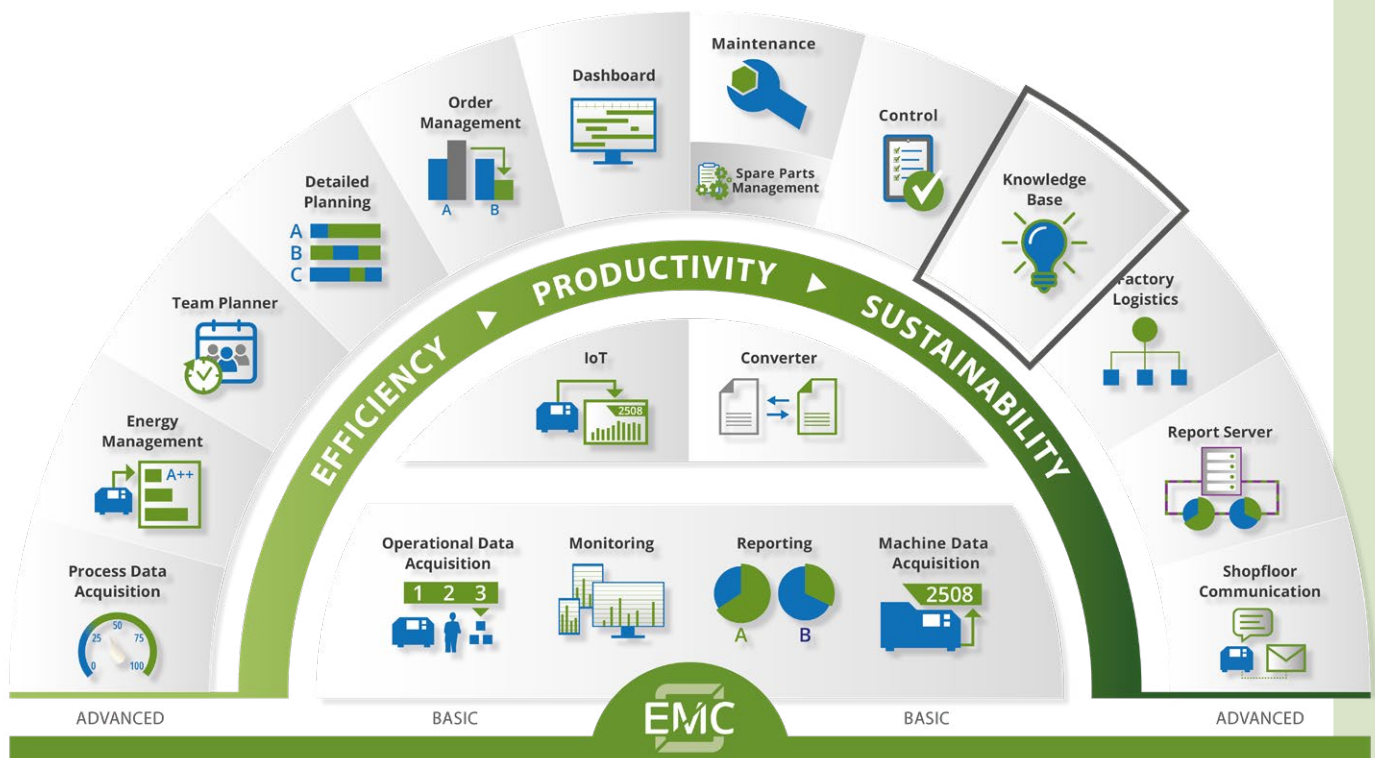 Maintenance
Dashboard
Order
Management
A
B
Control
Spare Parts
Management
Knowledge
Base
Detailed
Planning
A
B
C
Team Planner
Factory
Logistics
Energy
Management
A++
Report Server
Process Data
Acquisition
0
25
50
75
100
Shopfloor
Communication
EFFICIENCY
PRODUCTIVITY
SUSTAINABILITY
IoT
2508
Converter
Operational Data
Acquisition
1 2 3
Monitoring
Reporting
A
B
Machine Data
Acquisition
2508
ADVANCED
BASIC
EMC
BASIC
ADVANCED